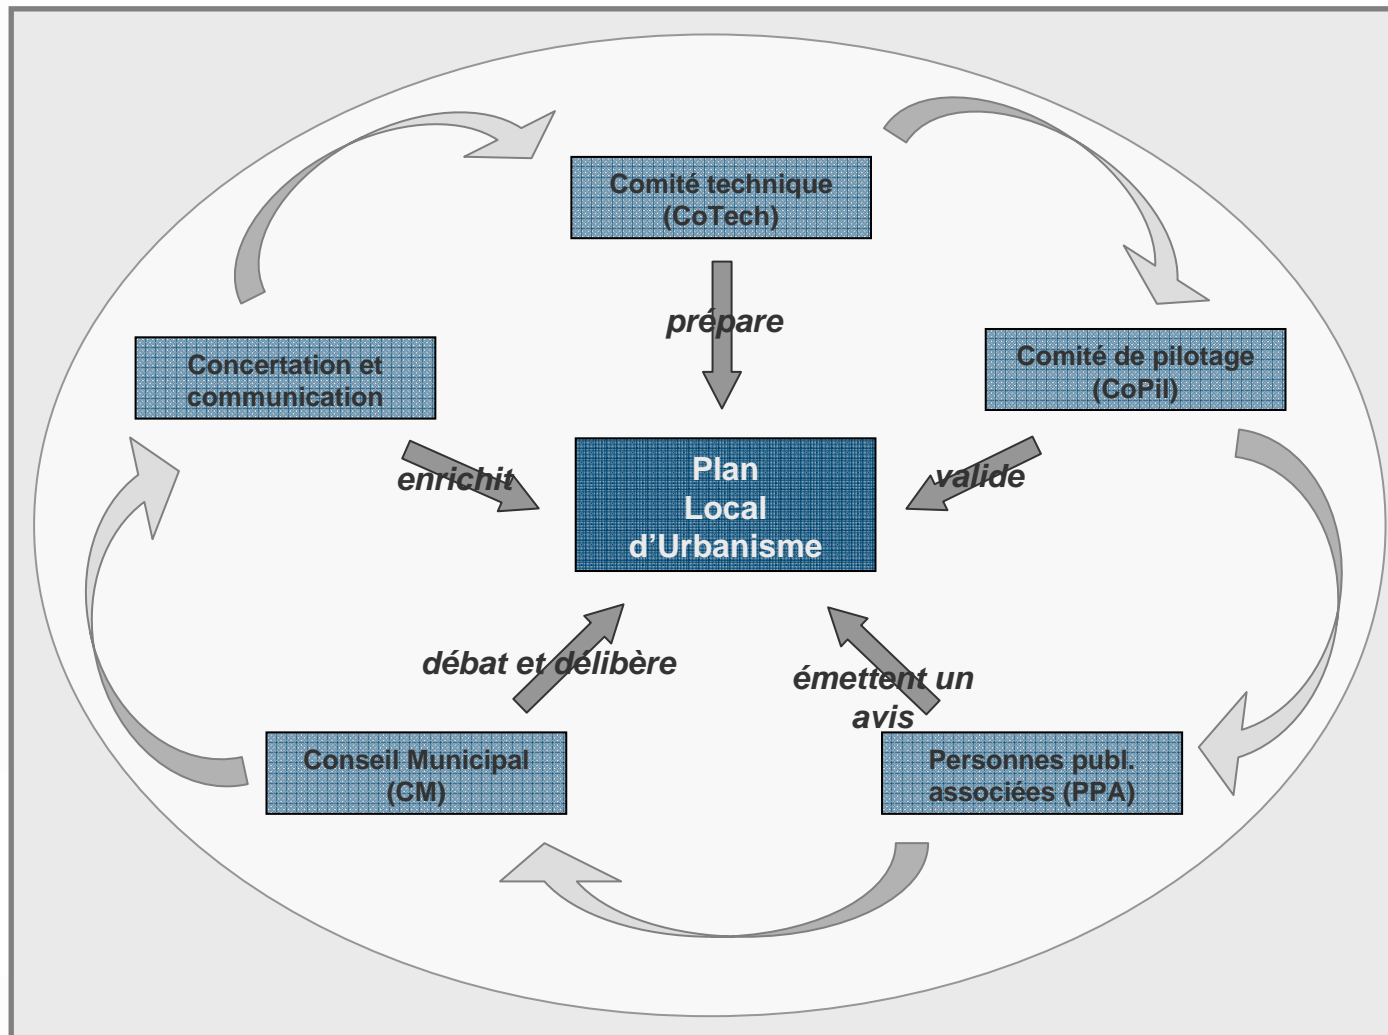 Comité technique
(CoTech)
prépare
Concertation et
communication
Comité de pilotage
(CoPil)
enrichit
Plan
Local
d’Urbanisme
valide
débat et délibère
émettent un
avis
Conseil Municipal
(CM)
Personnes publ.
associées (PPA)